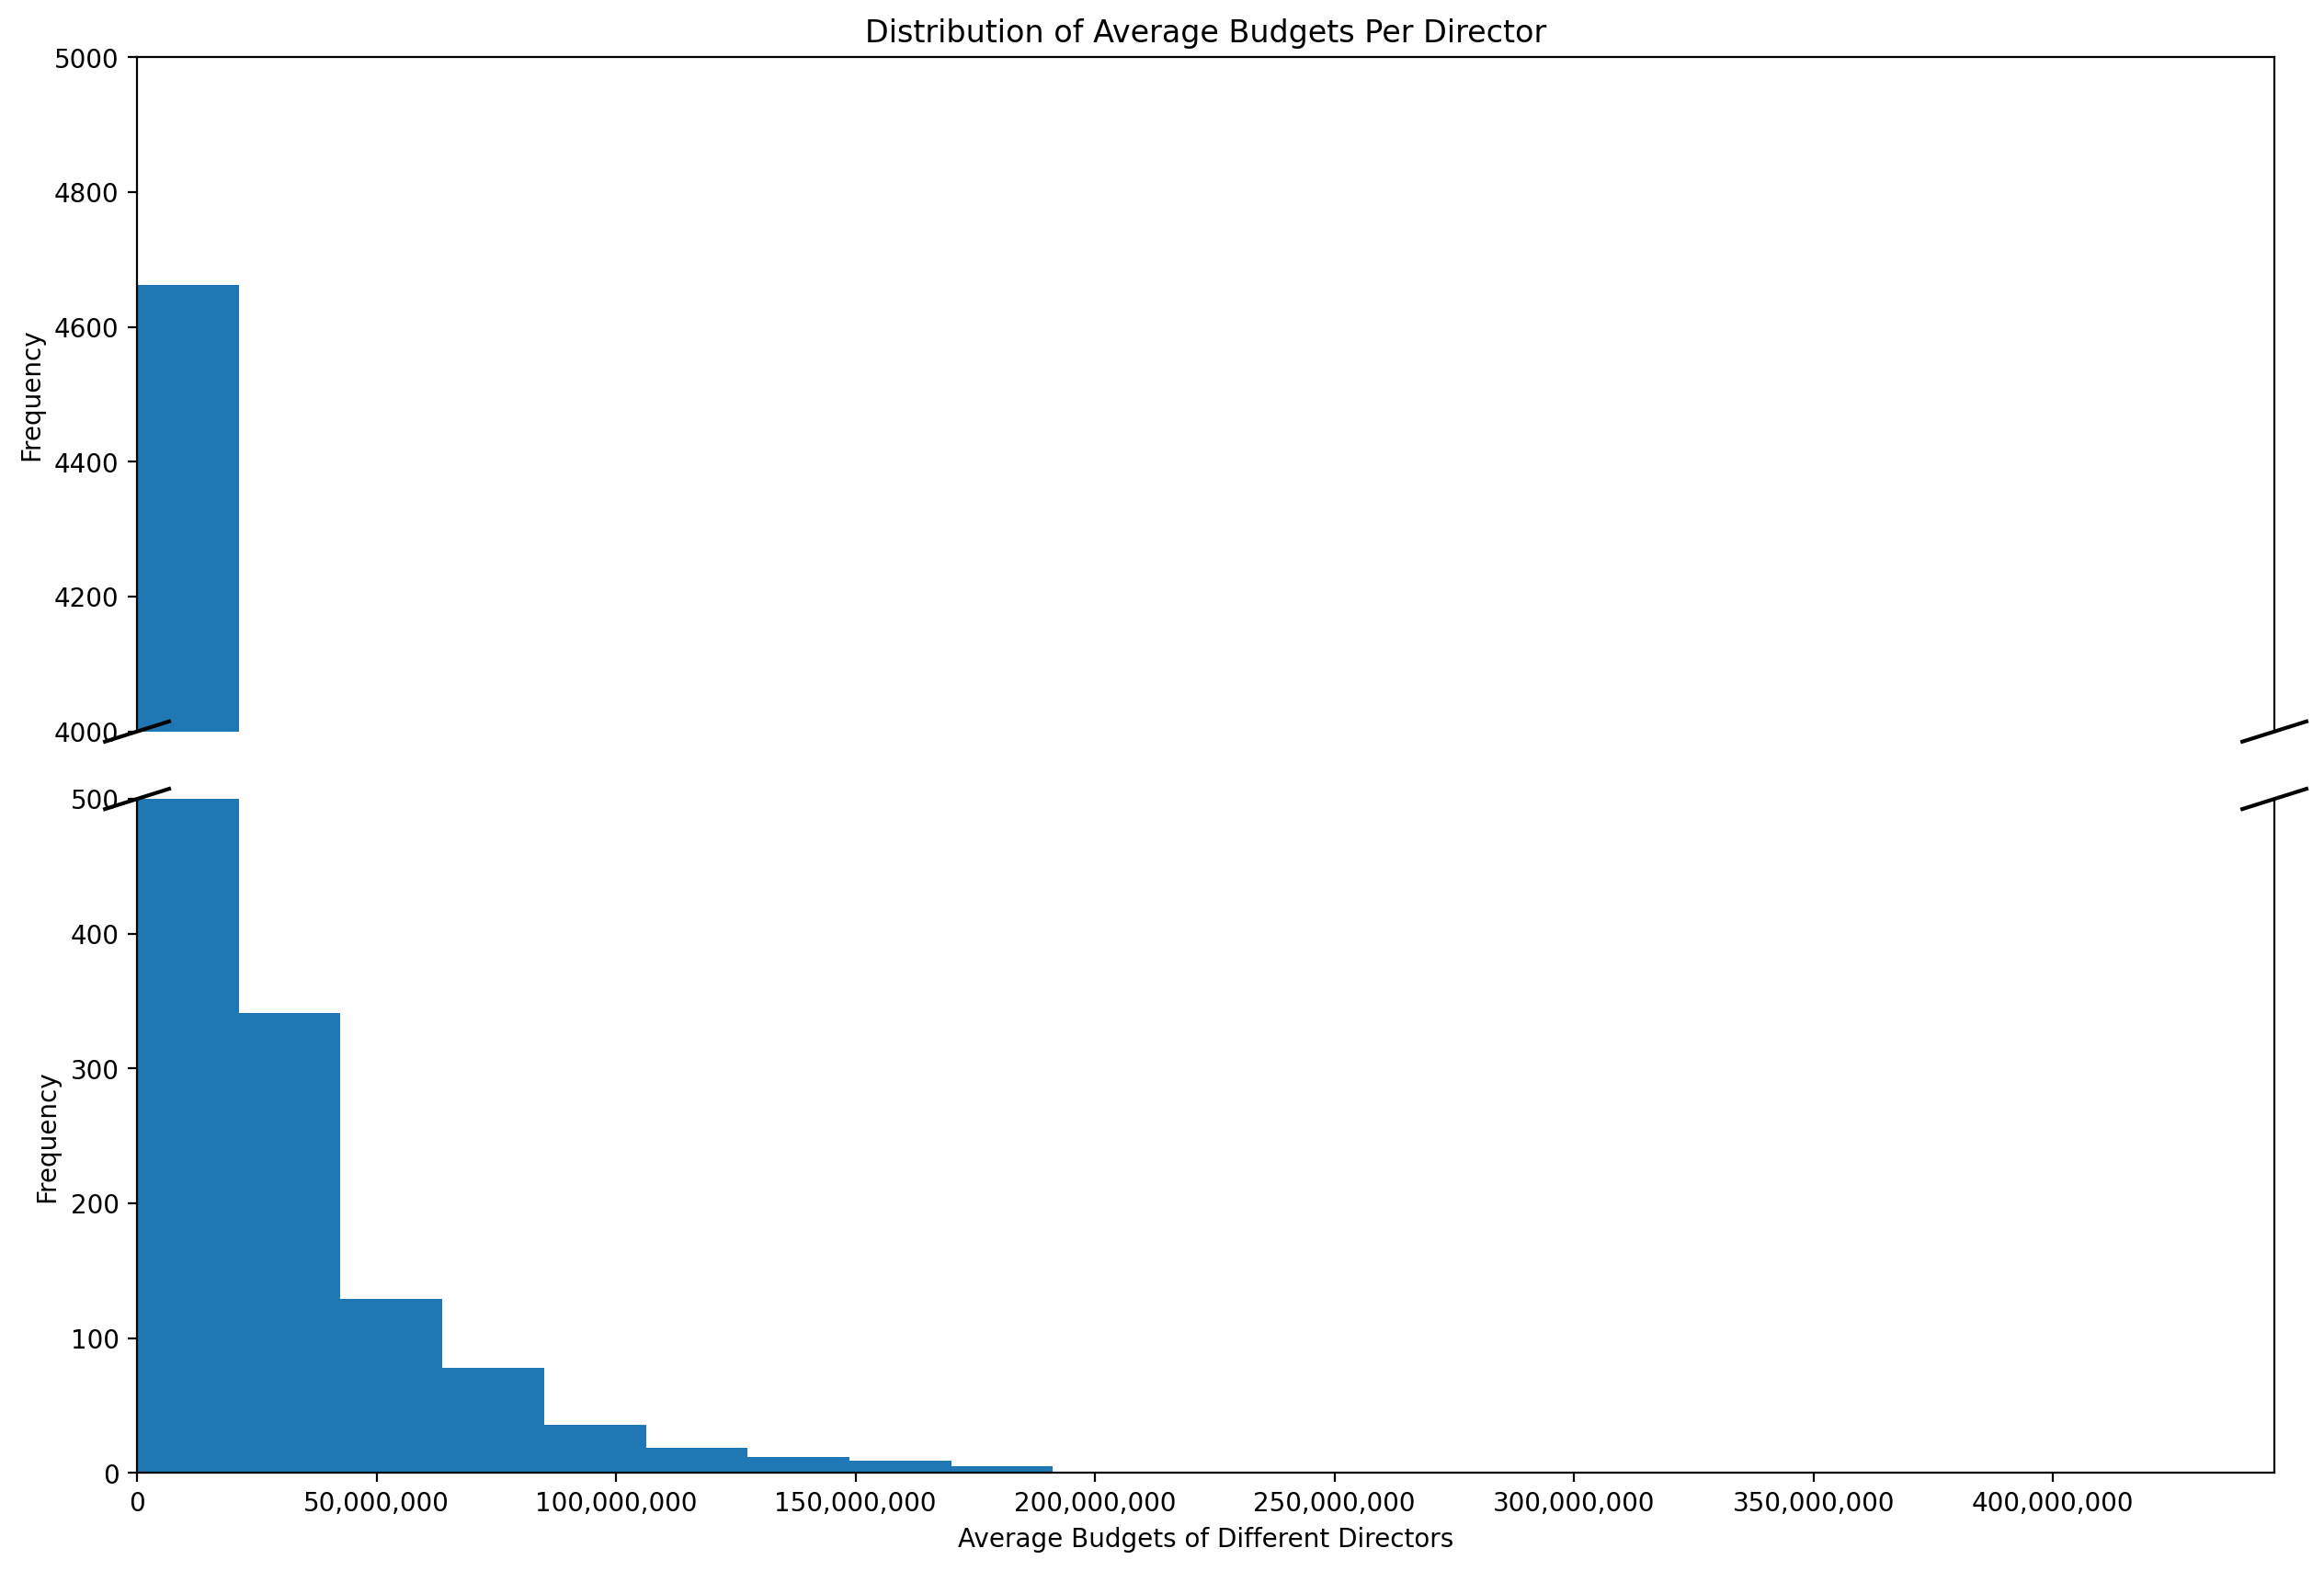 Distribution of Average Budgets Per Director
5000
4800
4600
4400
4200
4000
Frequency
500
400
300
200
100
0
Frequency
0 50,000,000 100,000,000 150,000,000 200,000,000 250,000,000 300,000,000 350,000,000 400,000,000
Average Budgets of Different Directors